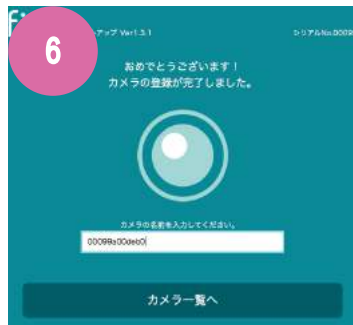 6
アップ Ver1.3.1
シリアルNo.0009
おめでとうございます！
カメラの登録が完了しました。
カメラの名前を入力してください。
00099a00deb0
カメラ一覧へ